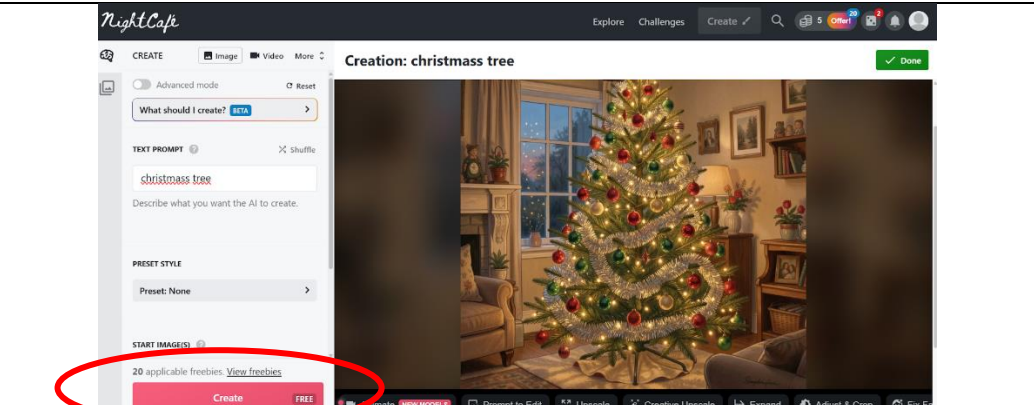 NightCafe
Explore Challenges Create 5 Offer! 20 2
CREATE Image Video More
Creation: christmass tree
Done
Advanced mode
Reset
What should I create? BETA
TEXT PROMPT
Shuffle
christmass tree
Describe what you want the AI to create.
PRESET STYLE
Preset: None
START IMAGE(S)
20 applicable freebies. View freebies
Create FREE
NEW MODELS Prompt to Edit Upscale Creative Upscale Expand Adjust & Crop